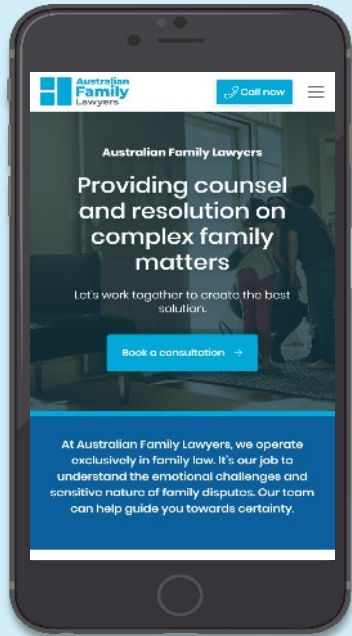 Australian
Family
Lawyers
Call now
Australian Family Lawyers
Providing counsel
and resolution on
complex family
matters
Let's work together to create the best
solution.
Book a consultation →
At Australian Family Lawyers, we operate
exclusively in family law. It's our job to
understand the emotional challenges and
sensitive nature of family disputes. Our team
can help guide you towards certainty.